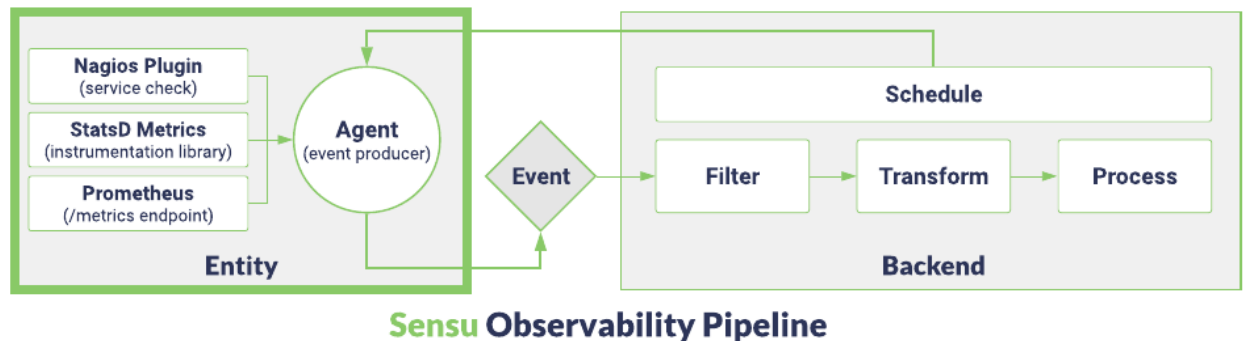 Nagios Plugin
(service check)
StatsD Metrics
(instrumentation library)
Prometheus
(/metrics endpoint)
Agent
(event producer)
Entity
Event
Schedule
Filter
Transform
Process
Backend
Sensu Observability Pipeline